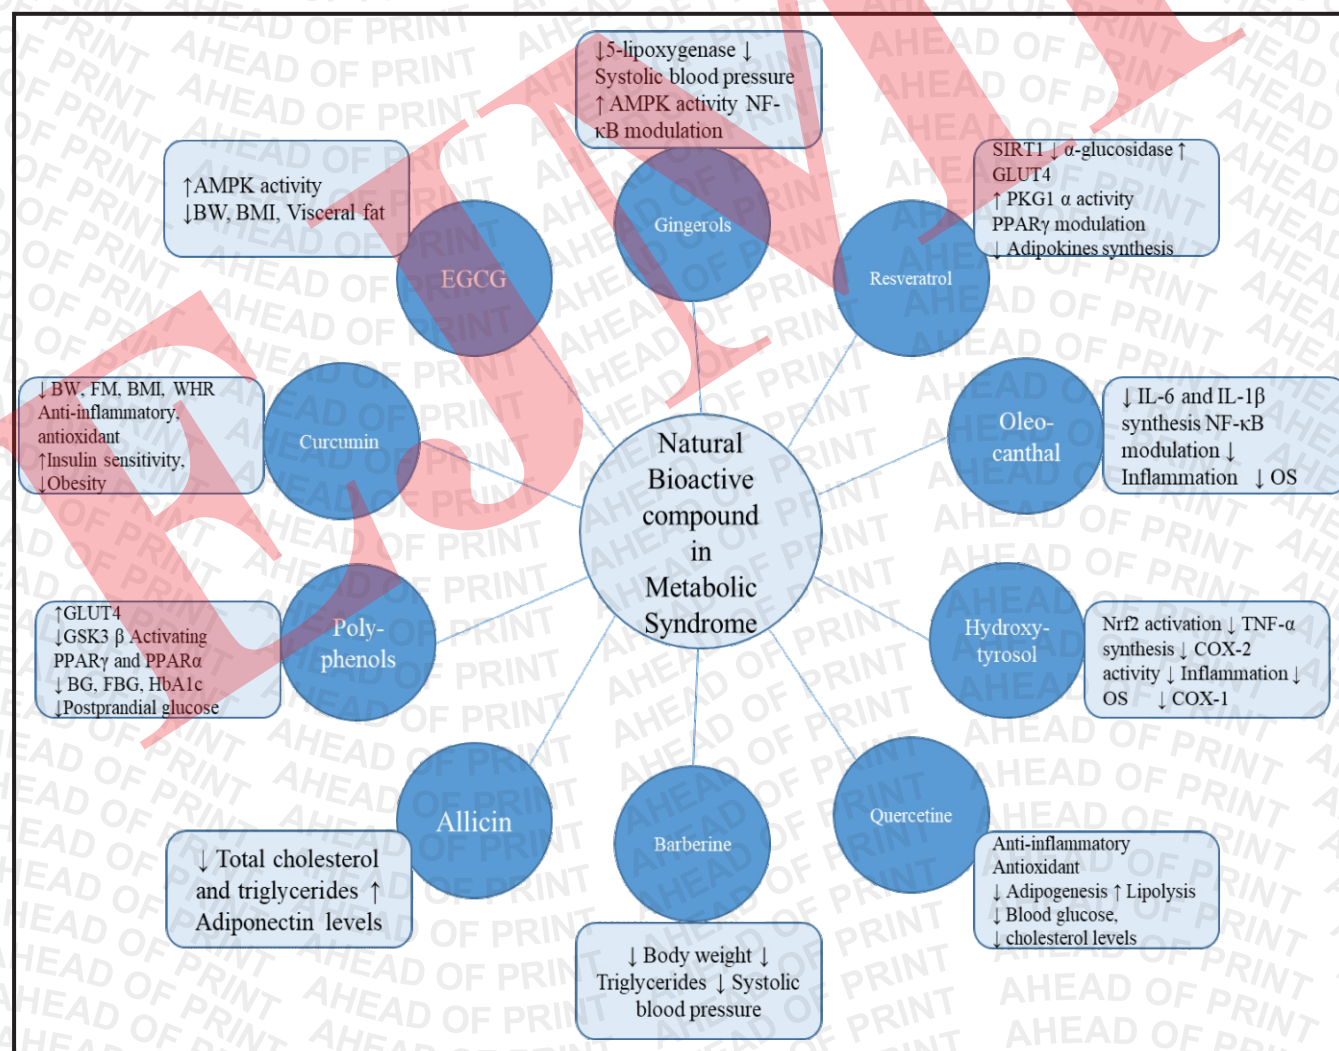 ↓5-lipoxygenase ↓
Systolic blood pressure
↑ AMPK activity NF-
κB modulation
Gingerols
SIRT1 ↓ α-glucosidase ↑
GLUT4
↑ PKG1 α activity
PPARγ modulation
↓ Adipokines synthesis
Resveratrol
↓ IL-6 and IL-1β
synthesis NF-κB
modulation ↓
Inflammation ↓ OS
Oleo-
canthal
Nrf2 activation ↓ TNF-α
synthesis ↓ COX-2
activity ↓ Inflammation ↓
OS ↓ COX-1
Hydroxy-
tyrosol
Anti-inflammatory
Antioxidant
↓ Adipogenesis ↑ Lipolysis
↓ Blood glucose,
↓ cholesterol levels
Quercetine
Barberine
↓ Body weight ↓
Triglycerides ↓ Systolic
blood pressure
Allicin
↓ Total cholesterol
and triglycerides ↑
Adiponectin levels
Poly-
phenols
↑GLUT4
↓GSK3 β Activating
PPARγ and PPARα
↓ BG, FBG, HbA1c
↓Postprandial glucose
Curcumin
↓ BW, FM, BMI, WHR
Anti-inflammatory,
antioxidant
↑Insulin sensitivity,
↓Obesity
EGCG
↑AMPK activity
↓BW, BMI, Visceral fat
Natural
Bioactive
compound
in
Metabolic
Syndrome
AHEAD OF PRINT